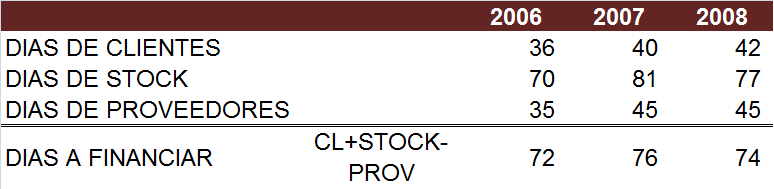 2006 2007 2008
DIAS DE CLIENTES 36 40 42
DIAS DE STOCK 70 81 77
DIAS DE PROVEEDORES 35 45 45
DIAS A FINANCIAR CL+STOCK-
PROV 72 76 74